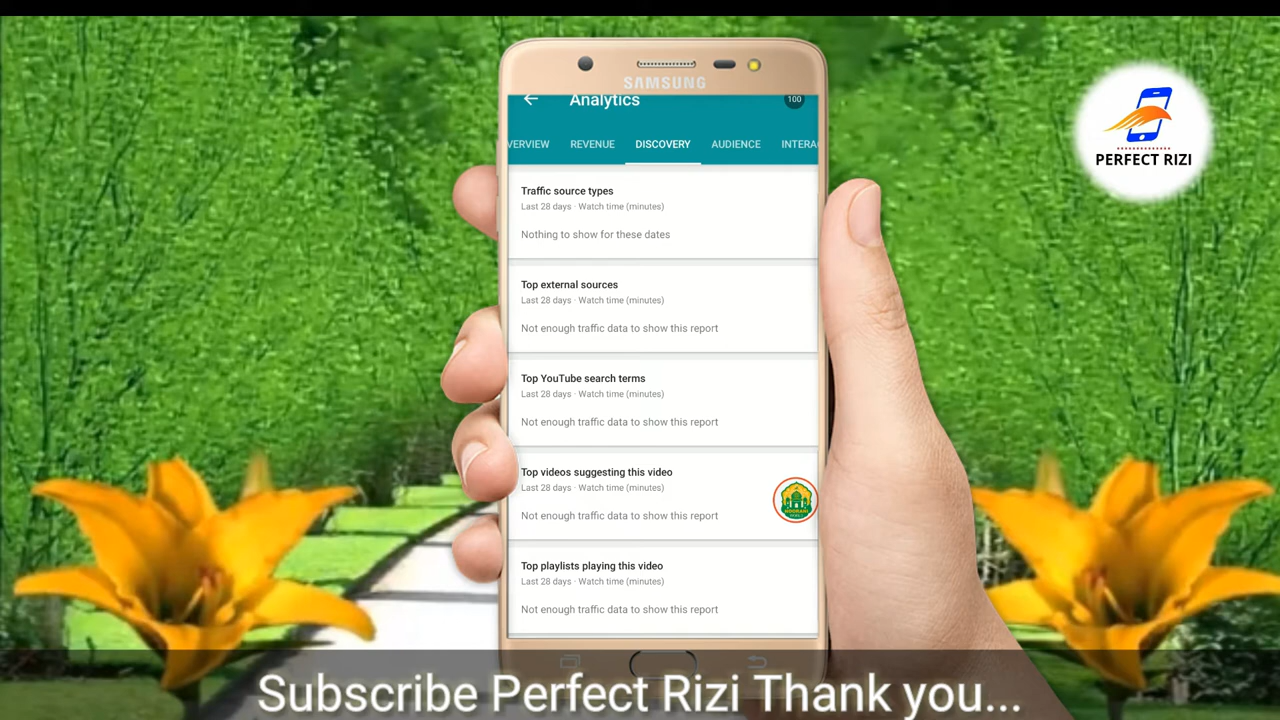 SAMSUNG
Analytics
100
VERVIEW REVENUE DISCOVERY AUDIENCE INTERA
Traffic source types
Last 28 days · Watch time (minutes)
Nothing to show for these dates
Top external sources
Last 28 days · Watch time (minutes)
Not enough traffic data to show this report
Top YouTube search terms
Last 28 days · Watch time (minutes)
Not enough traffic data to show this report
Top videos suggesting this video
Last 28 days · Watch time (minutes)
Not enough traffic data to show this report
Top playlists playing this video
Last 28 days · Watch time (minutes)
Not enough traffic data to show this report
PERFECT RIZI
Subscribe Perfect Rizi Thank you...